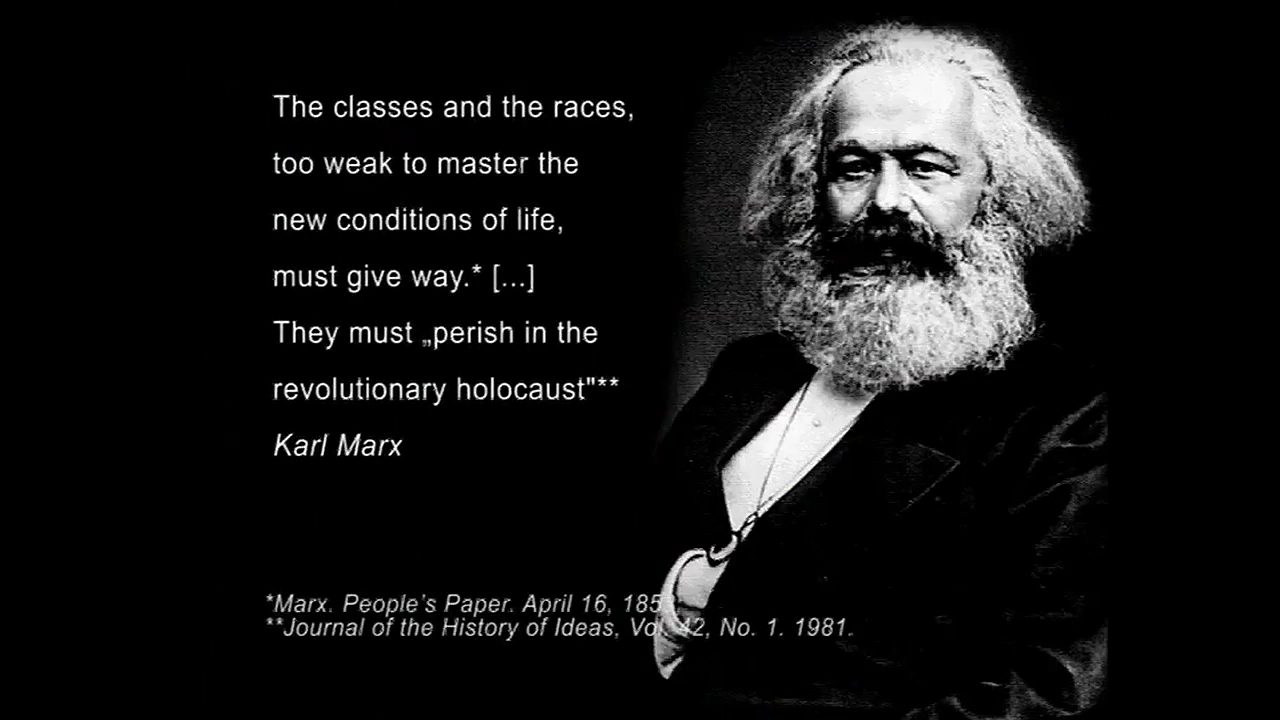 The classes and the races,
too weak to master the
new conditions of life,
must give way.* [...]
They must „perish in the
revolutionary holocaust"**
Karl Marx
*Marx. People's Paper. April 16, 185
**Journal of the History of Ideas, Vol. 42, No. 1. 1981.